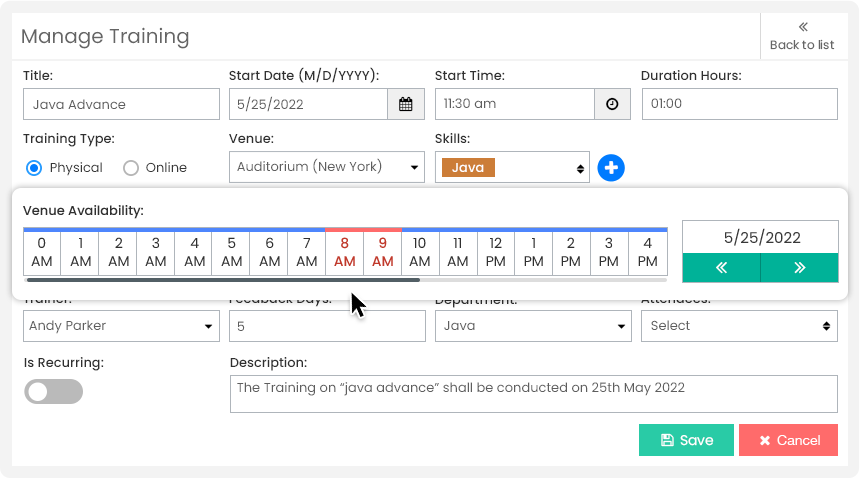 Manage Training
Back to list
Title:
Start Date (M/D/YYYY):
Start Time:
Duration Hours:
Java Advance
5/25/2022
11:30 am
01:00
Training Type:
Venue:
Skills:
Physical
Online
Auditorium (New York)
Java
Venue Availability:
0 AM
1 AM
2 AM
3 AM
4 AM
5 AM
6 AM
7 AM
8 AM
9 AM
10 AM
11 AM
12 PM
1 PM
2 PM
3 PM
4 PM
5/25/2022
Trainer:
Feedback Days:
Department:
Attendees:
Andy Parker
5
Java
Select
Is Recurring:
Description:
The Training on “java advance” shall be conducted on 25th May 2022
Save
Cancel